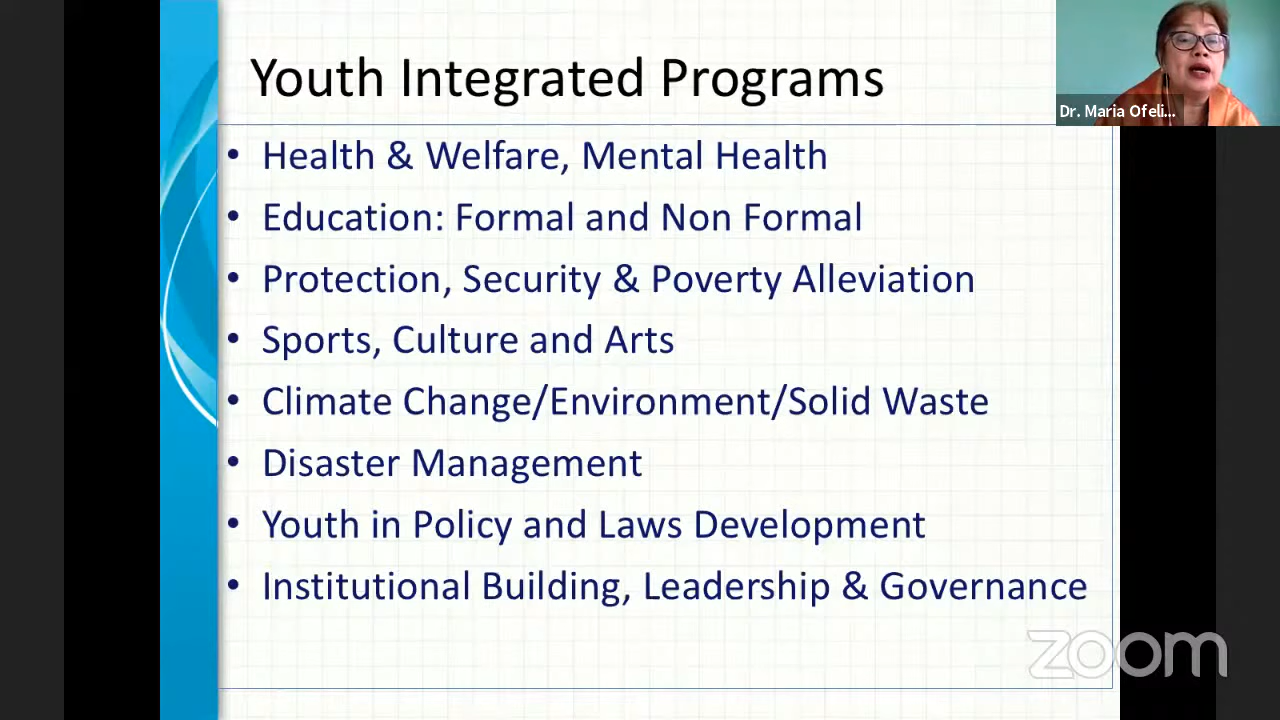 Youth Integrated Programs
Dr. Maria Ofeli...
• Health & Welfare, Mental Health
• Education: Formal and Non Formal
• Protection, Security & Poverty Alleviation
• Sports, Culture and Arts
• Climate Change/Environment/Solid Waste
• Disaster Management
• Youth in Policy and Laws Development
• Institutional Building, Leadership & Governance
zoom